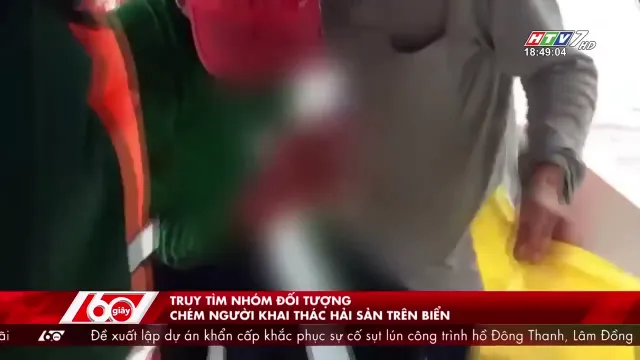 HTV7 HD
18:49:04
60 giây
TRUY TÌM NHÓM ĐỐI TƯỢNG
CHÉM NGƯỜI KHAI THÁC HẢI SẢN TRÊN BIỂN
ãi 60 Đề xuất lập dự án khẩn cấp khắc phục sự cố sụt lún công trình hồ Đông Thanh, Lâm Đồng